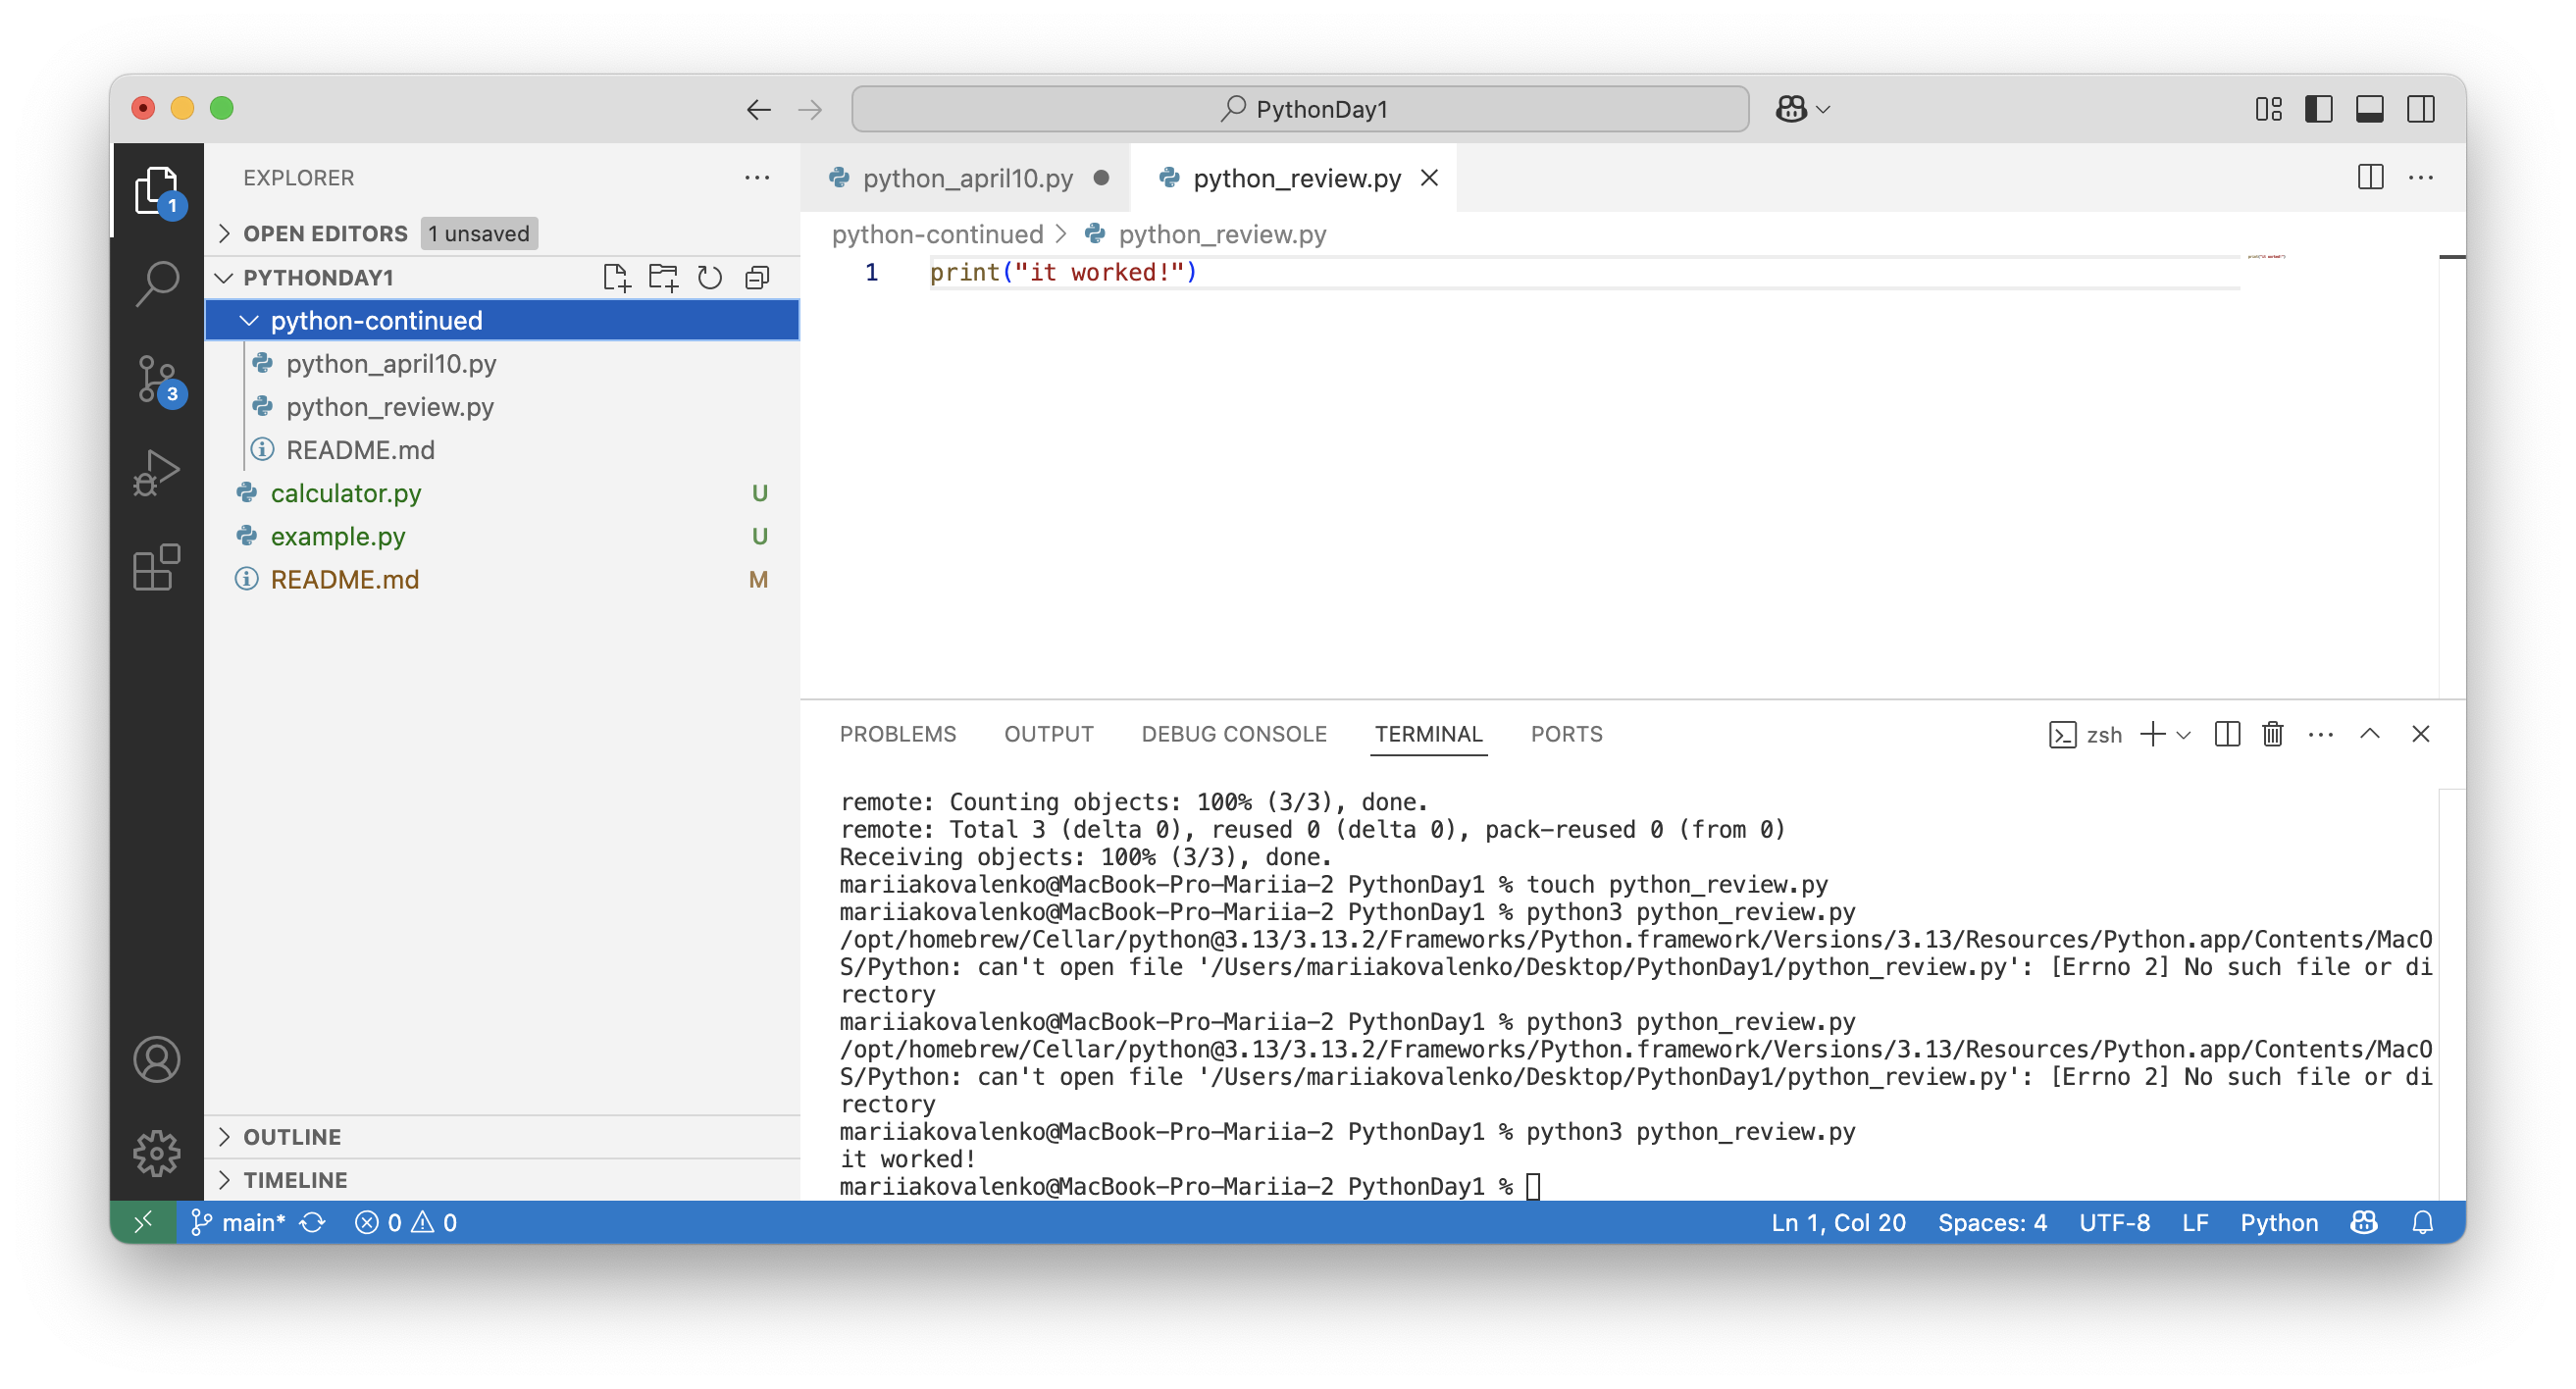 PythonDay1
EXPLORER
1
OPEN EDITORS 1 unsaved
PYTHONDAY1
python-continued
python_april10.py
python_review.py
README.md
calculator.py U
example.py U
README.md M
3
OUTLINE
TIMELINE
python_april10.py
python_review.py
python-continued > python_review.py
1 print("it worked!")
PROBLEMS OUTPUT DEBUG CONSOLE TERMINAL PORTS
zsh
remote: Counting objects: 100% (3/3), done.
remote: Total 3 (delta 0), reused 0 (delta 0), pack-reused 0 (from 0)
Receiving objects: 100% (3/3), done.
mariiakovalenko@MacBook-Pro-Mariia-2 PythonDay1 % touch python_review.py
mariiakovalenko@MacBook-Pro-Mariia-2 PythonDay1 % python3 python_review.py
/opt/homebrew/Cellar/python@3.13/3.13.2/Frameworks/Python.framework/Versions/3.13/Resources/Python.app/Contents/MacO
S/Python: can't open file '/Users/mariiakovalenko/Desktop/PythonDay1/python_review.py': [Errno 2] No such file or di
rectory
mariiakovalenko@MacBook-Pro-Mariia-2 PythonDay1 % python3 python_review.py
/opt/homebrew/Cellar/python@3.13/3.13.2/Frameworks/Python.framework/Versions/3.13/Resources/Python.app/Contents/MacO
S/Python: can't open file '/Users/mariiakovalenko/Desktop/PythonDay1/python_review.py': [Errno 2] No such file or di
rectory
mariiakovalenko@MacBook-Pro-Mariia-2 PythonDay1 % python3 python_review.py
it worked!
mariiakovalenko@MacBook-Pro-Mariia-2 PythonDay1 %
main* 0 0
Ln 1, Col 20 Spaces: 4 UTF-8 LF Python